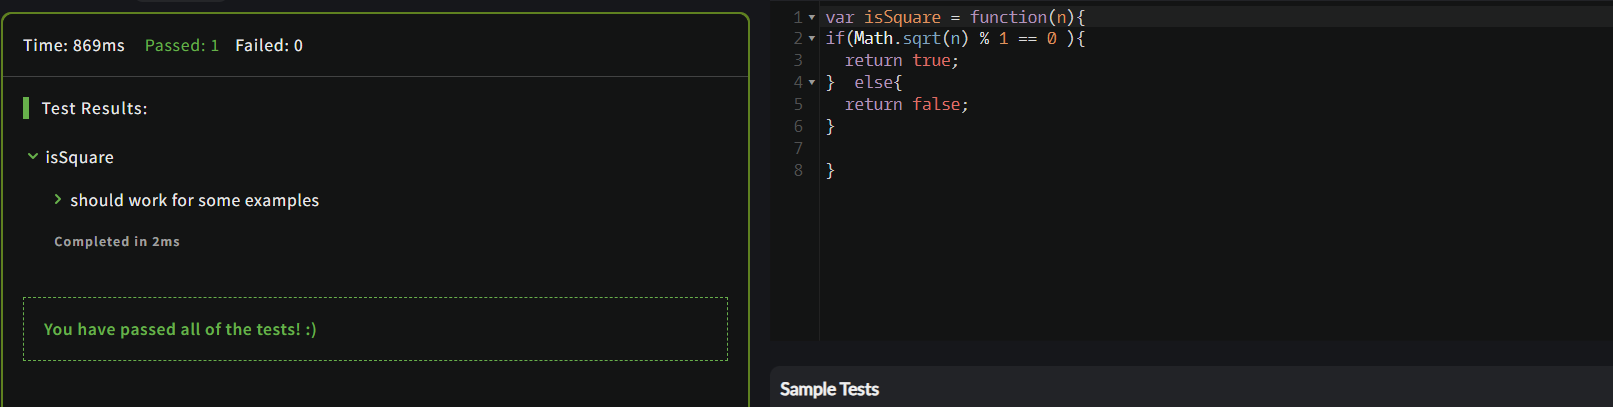 Time: 869ms Passed: 1 Failed: 0
Test Results:
isSquare
should work for some examples
Completed in 2ms
You have passed all of the tests! :)
1 var isSquare = function(n){
2 if(Math.sqrt(n) % 1 == 0 ){
3   return true;
4 }  else{
5   return false;
6 }
7
8 }
Sample Tests